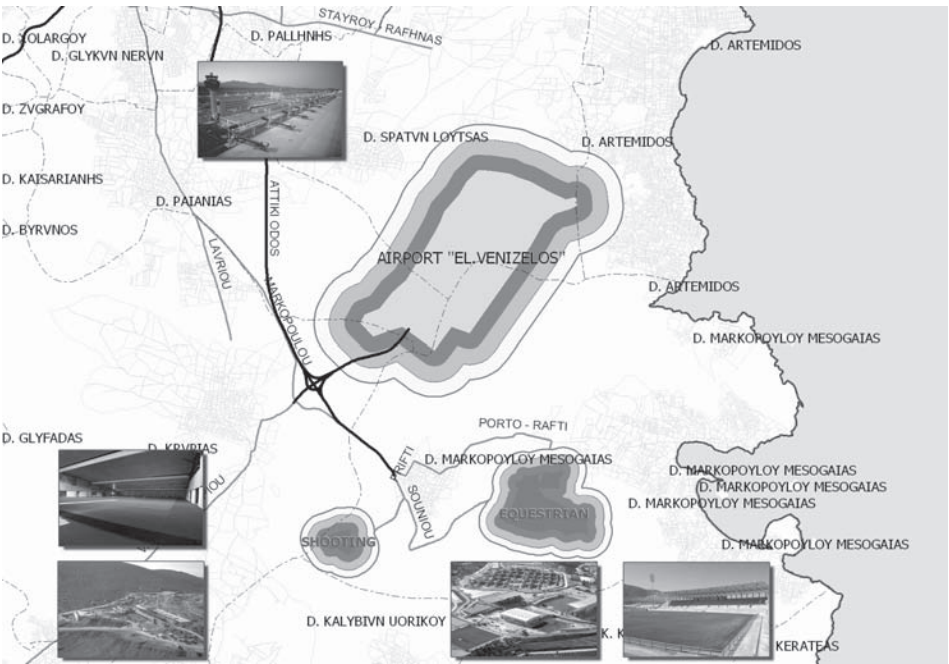 STAYROY - RAFHNAS
D. PALLHNHS
D. XOLARGOY
D. GLYKVN NERVN
D. ARTEMIDOS
D. ZVGRAFOY
D. SPATVN LOYTSAS
D. ARTEMIDOS
D. KAISARIANHS
ATTIKI ODOS
D. PAIANIAS
D. BYRVNOS
LAVRIOU
AIRPORT "EL.VENIZELOS"
MARKOPOULOU
D. ARTEMIDOS
D. MARKOPOYLOY MESOGAIAS
PORTO - RAFTI
D. GLYFADAS
D. KRVPIAS
D. MARKOPOYLOY MESOGAIAS
D. MARKOPOYLOY MESOGAIAS
D. MARKOPOYLOY MESOGAIAS
D. MARKOPOYLOY MESOGAIAS
SOUNIOU
EQUESTRIAN
SHOOTING
D. MARKOPOYLOY MESOGAIAS
D. KALYBIVN UORIKOY
KERATEAS